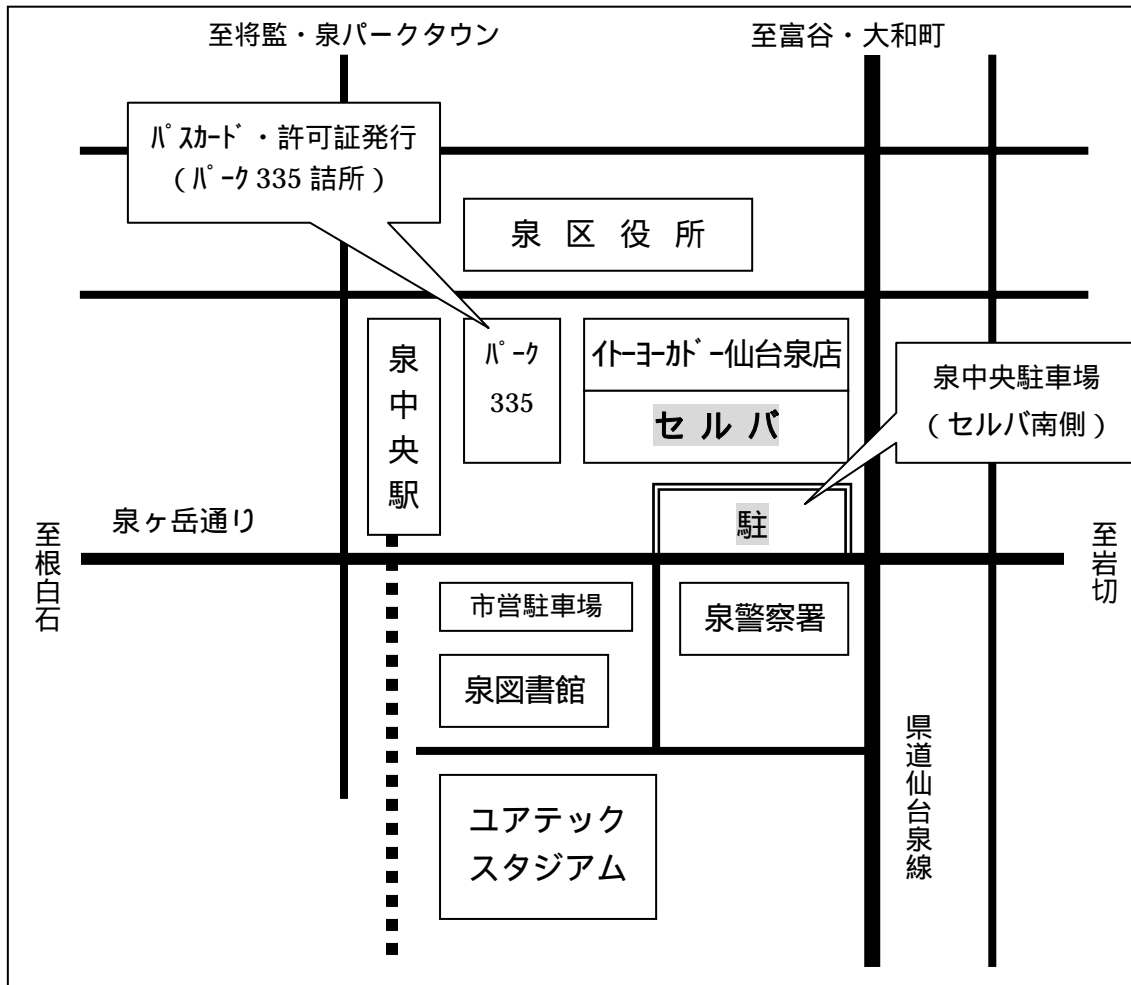 至将監・泉パークタウン
至富谷・大和町
ﾊﾟｽｶｰﾄﾞ・許可証発行
(ﾊﾟｰｸ 335 詰所)
泉区役所
泉中央駅
ﾊﾟｰｸ
335
ｲﾄｰﾖｰｶﾄﾞｰ仙台泉店
セルバ
泉中央駐車場
(セルバ南側)
駐
泉ヶ岳通り
至根白石
至岩切
市営駐車場
泉警察署
泉図書館
県道仙台泉線
ユアテック
スタジアム